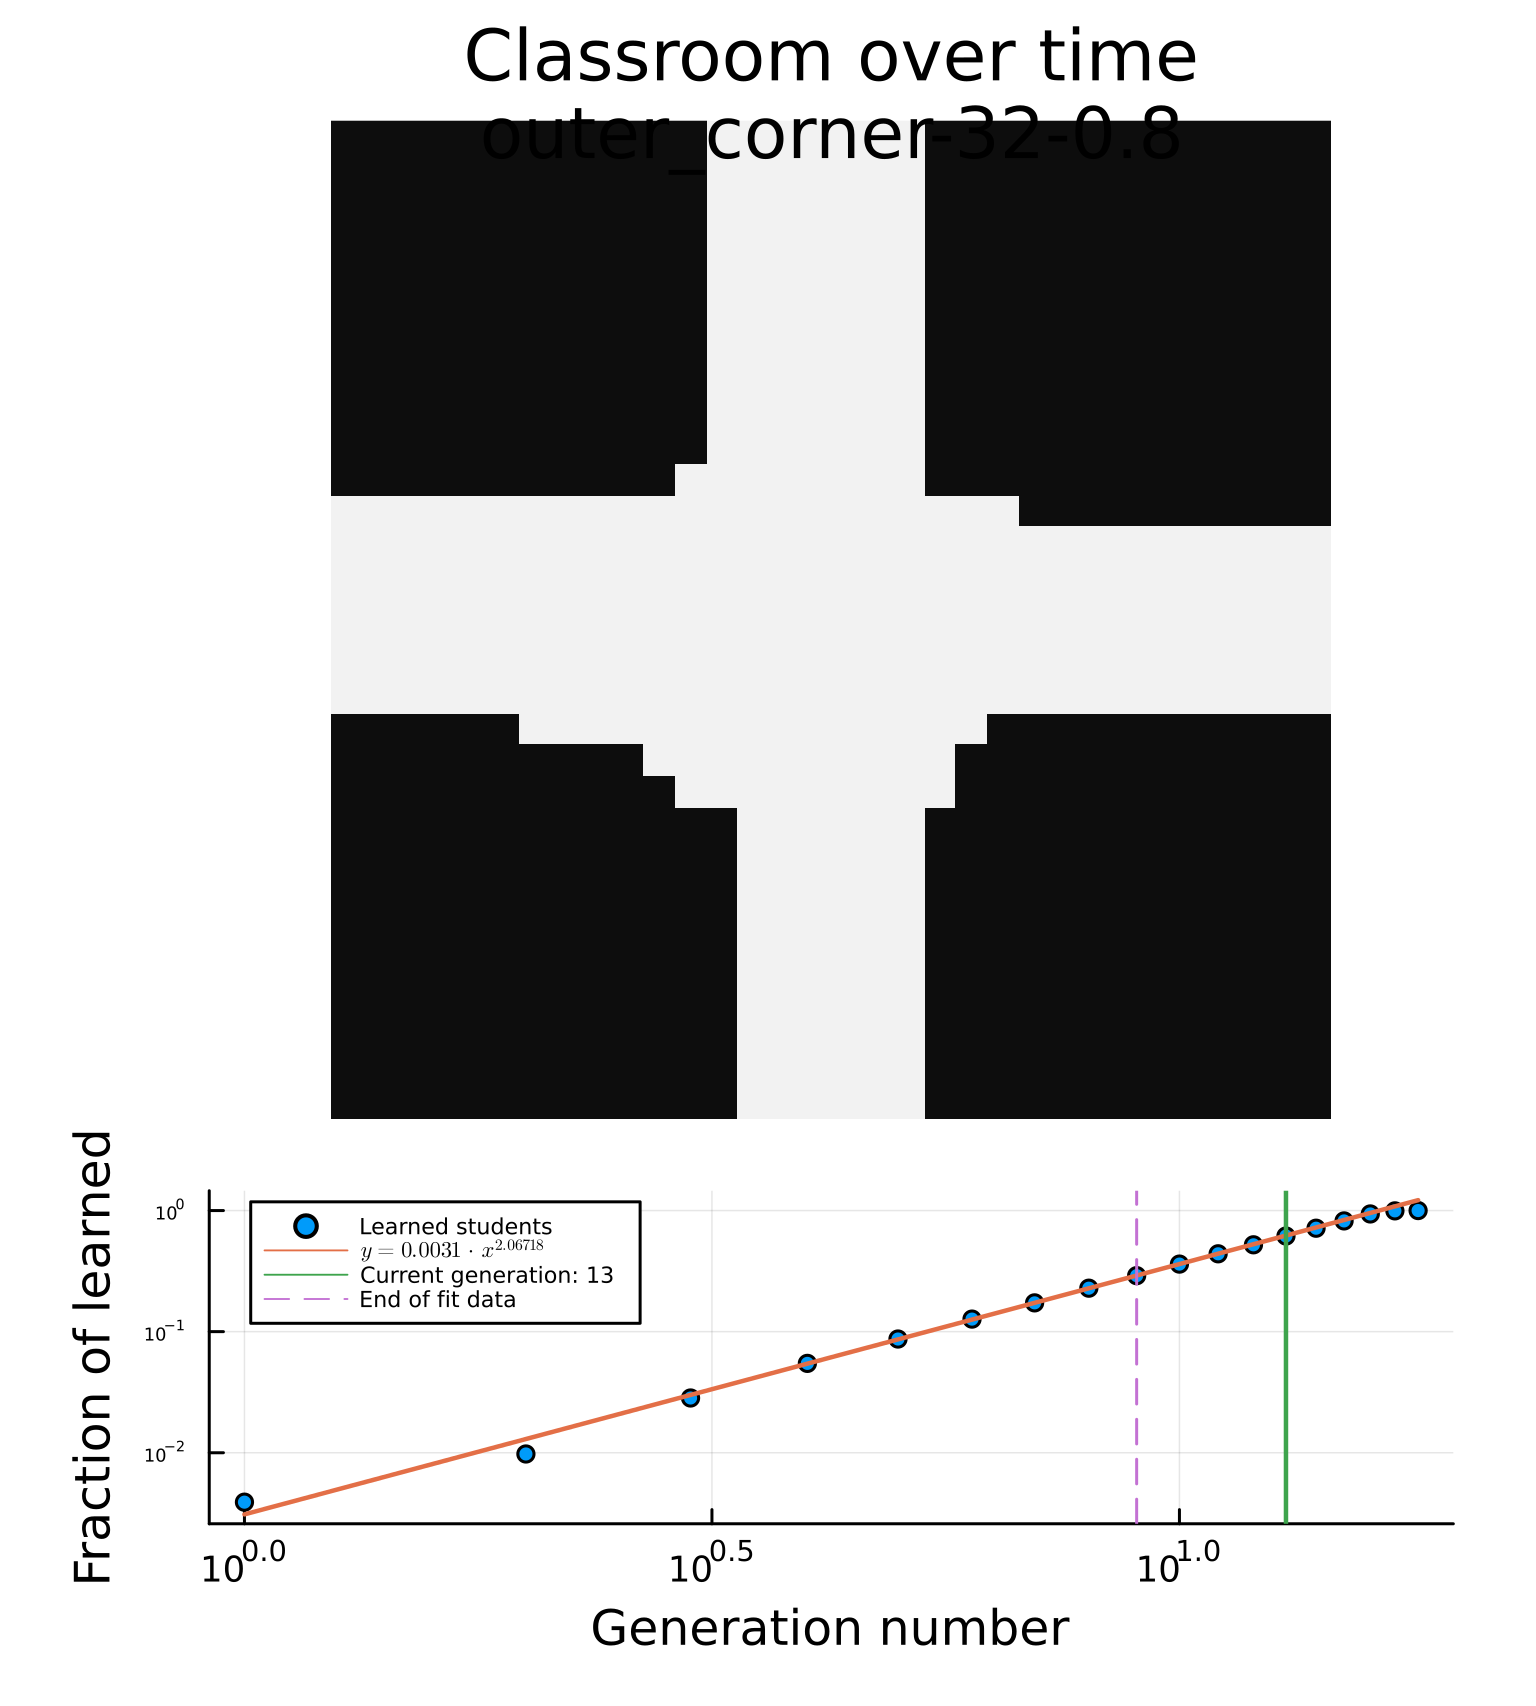 Classroom over time
outer_corner-32-0.8
Fraction of learned
10^0
10^-1
10^-2
Learned students
y = 0.0031 · x^2.06718
Current generation: 13
End of fit data
10^0.0 10^0.5 10^1.0
Generation number